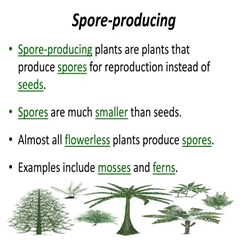 Spore-producing
• Spore-producing plants are plants that
produce spores for reproduction instead of
seeds.
• Spores are much smaller than seeds.
• Almost all flowerless plants produce spores.
• Examples include mosses and ferns.